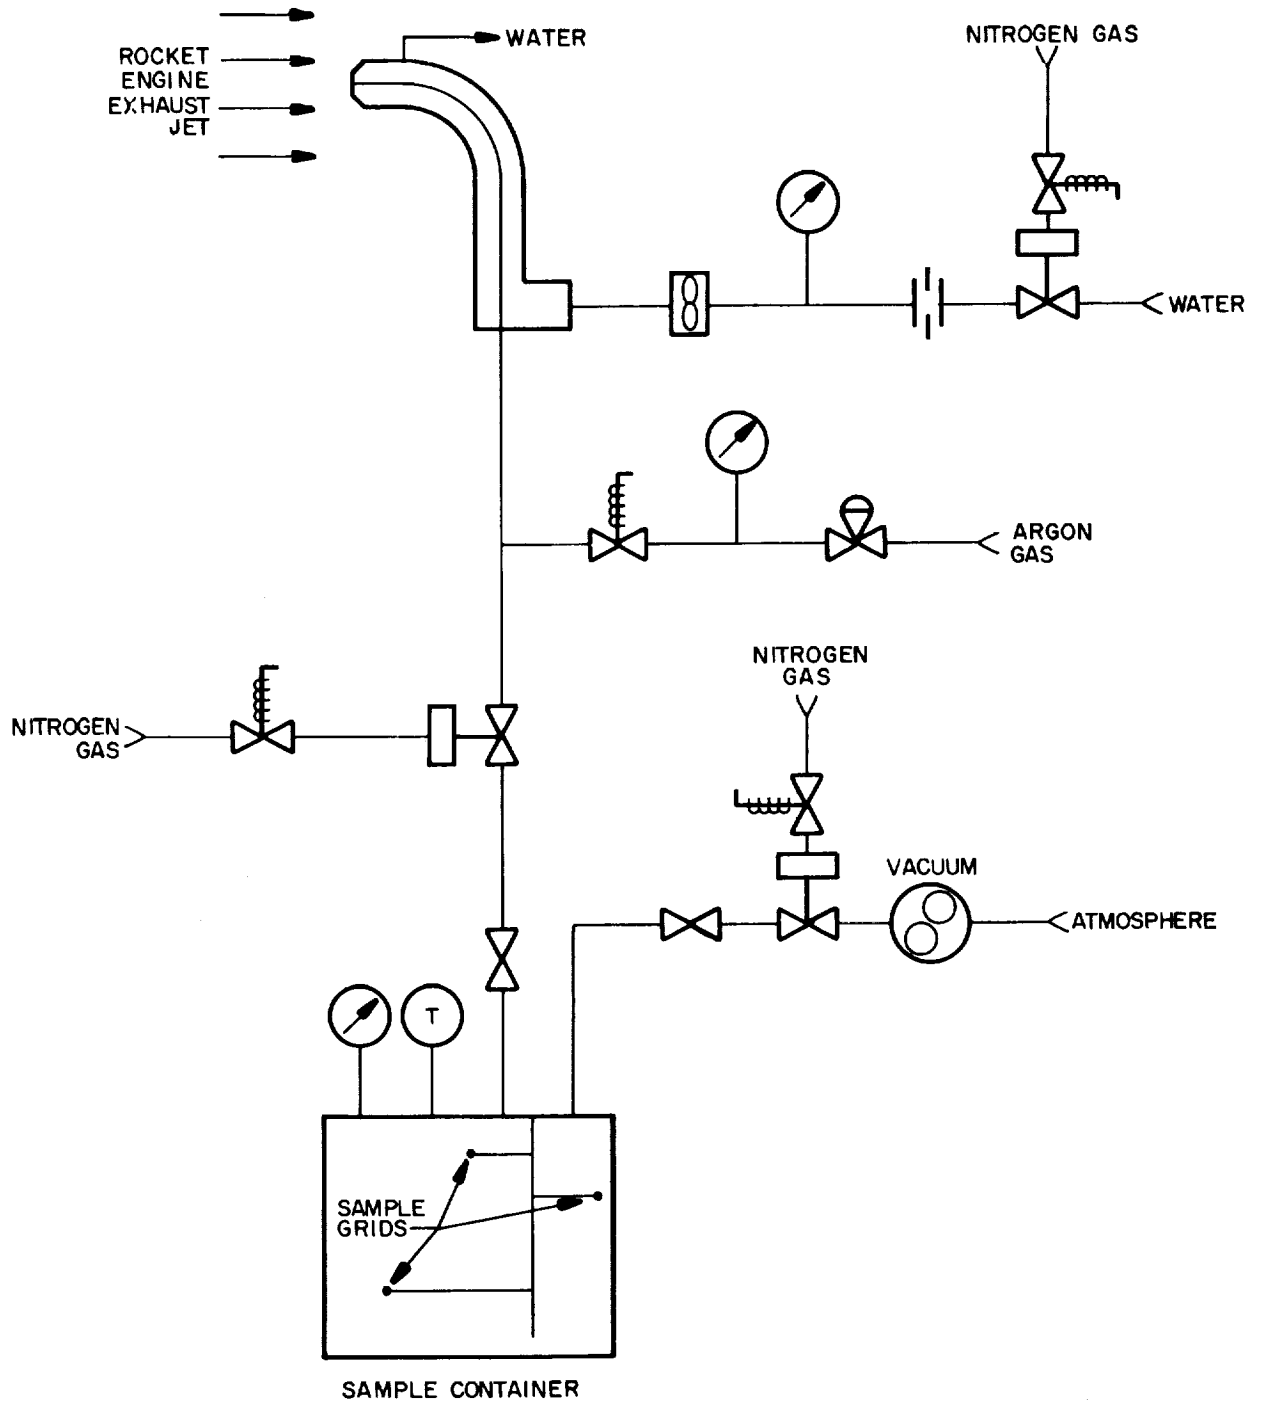 WATER
ROCKET
ENGINE
EXHAUST
JET
NITROGEN GAS
WATER
ARGON
GAS
NITROGEN
GAS
NITROGEN
GAS
VACUUM
ATMOSPHERE
T
SAMPLE
GRIDS
SAMPLE CONTAINER